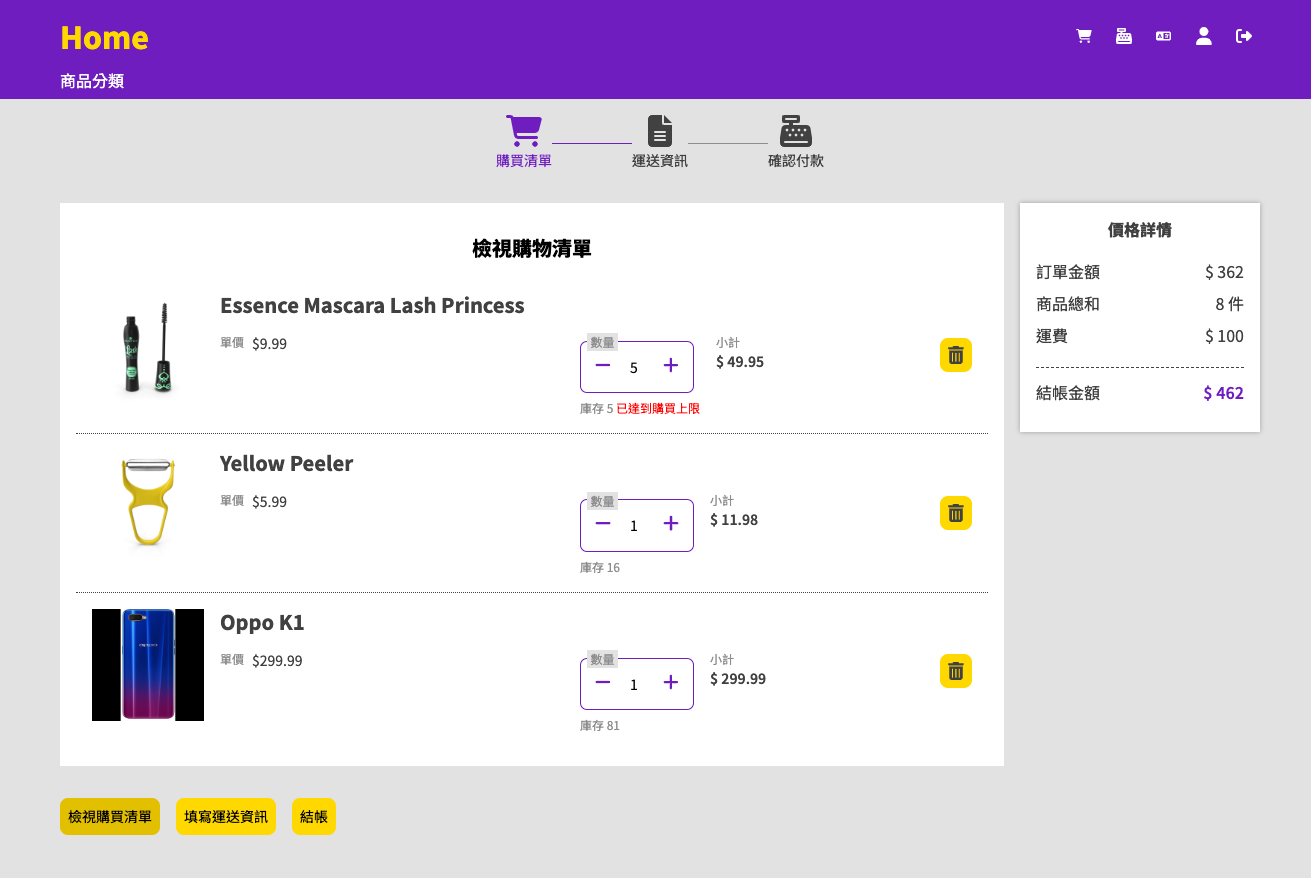 Home
商品分類
購買清單
運送資訊
確認付款
檢視購物清單
Essence Mascara Lash Princess
單價 $9.99
數量
5
庫存 5 已達到購買上限
小計
$ 49.95
Yellow Peeler
單價 $5.99
數量
1
庫存 16
小計
$ 11.98
Oppo K1
單價 $299.99
數量
1
庫存 81
小計
$ 299.99
價格詳情
訂單金額 $ 362
商品總和 8 件
運費 $ 100
結帳金額 $ 462
檢視購買清單 填寫運送資訊 結帳